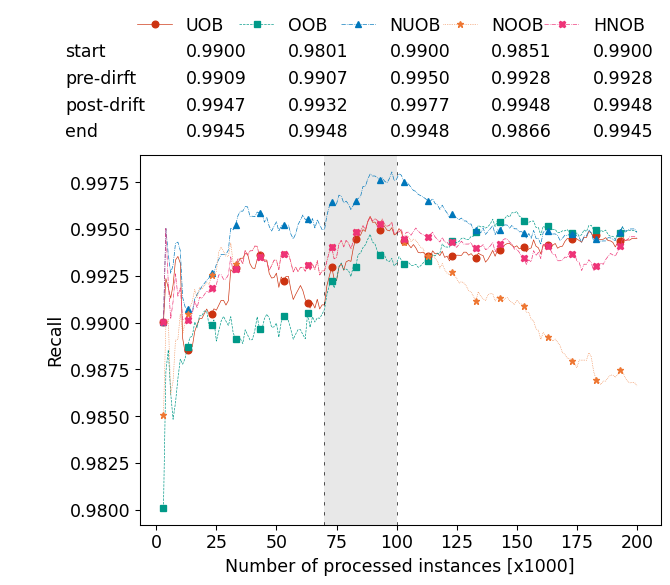 UOB OOB NUOB NOOB HNOB
start 0.9900 0.9801 0.9900 0.9851 0.9900
pre-dirft 0.9909 0.9907 0.9950 0.9928 0.9928
post-drift 0.9947 0.9932 0.9977 0.9948 0.9948
end 0.9945 0.9948 0.9948 0.9866 0.9945
0.9975
0.9950
0.9925
0.9900
0.9875
0.9850
0.9825
0.9800
Recall
0 25 50 75 100 125 150 175 200
Number of processed instances [x1000]